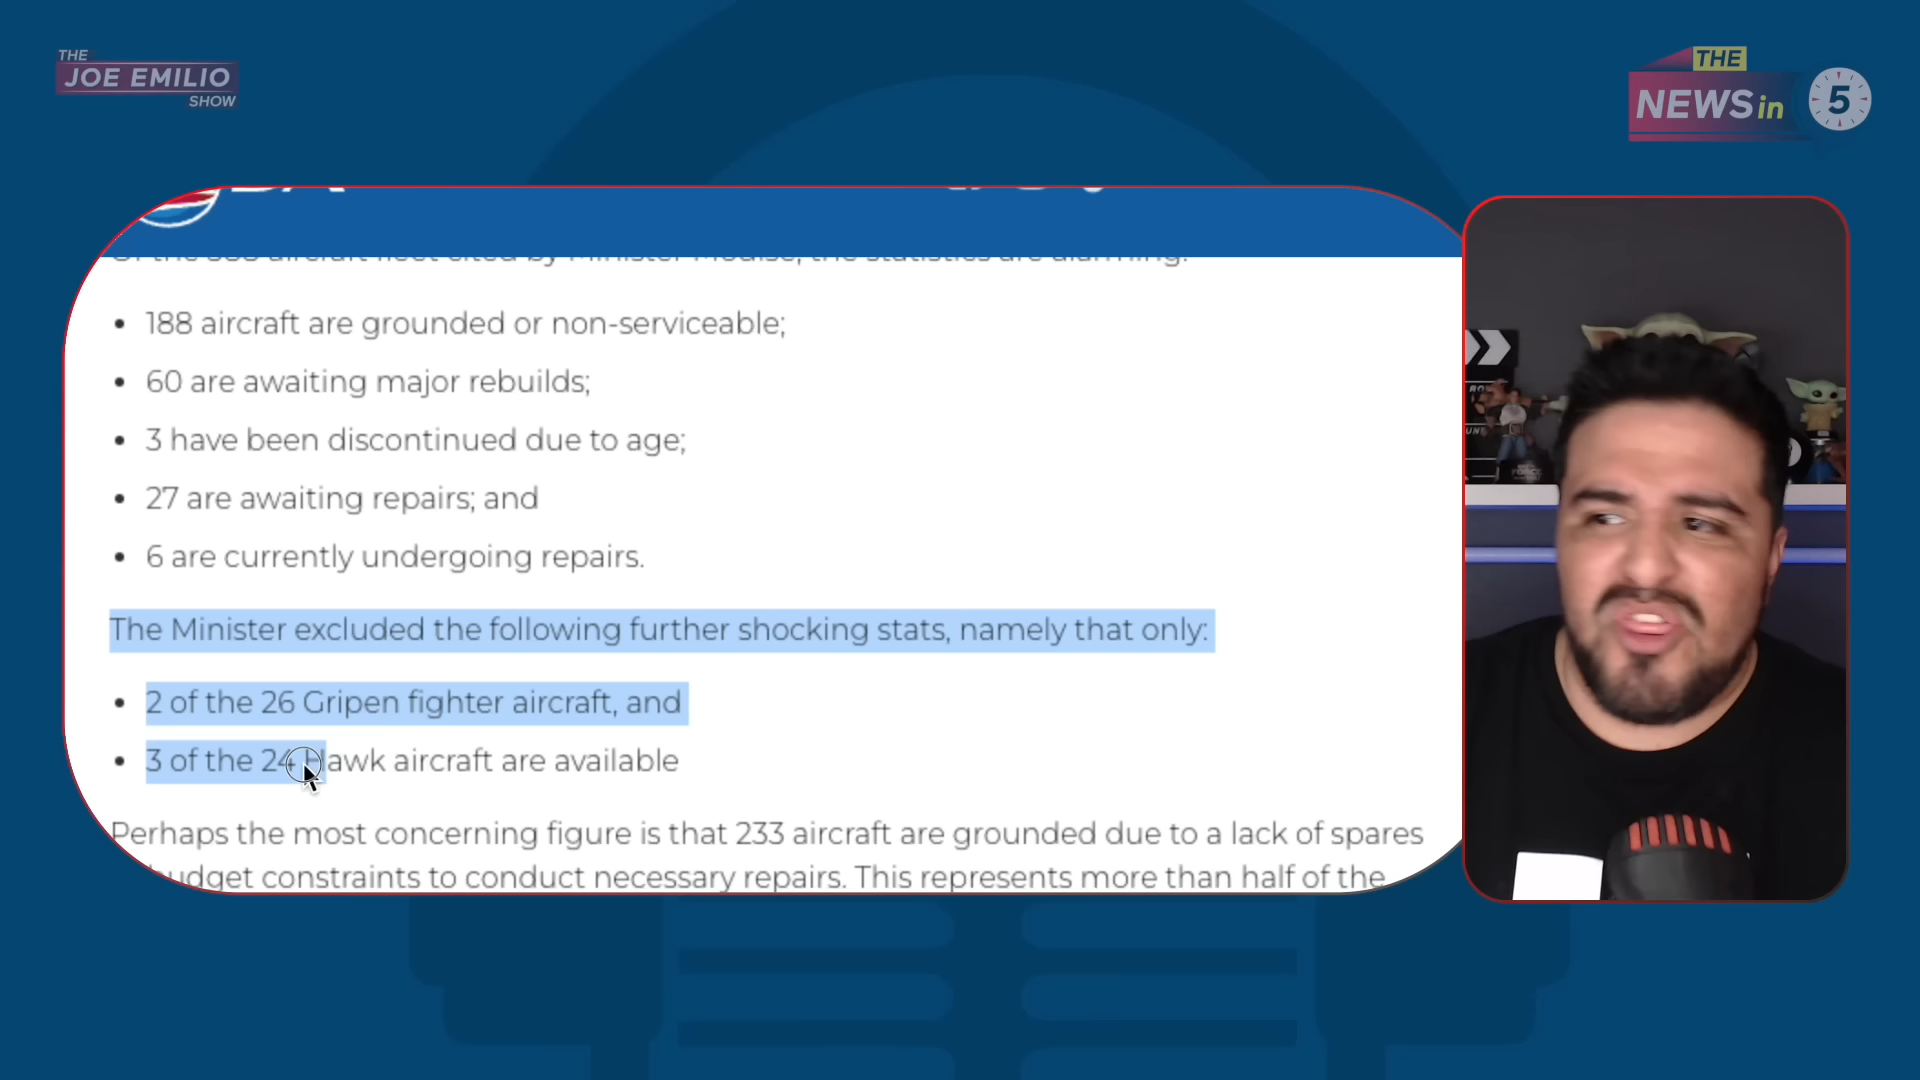 THE
JOE EMILIO
SHOW
THE
NEWS in 5
188 aircraft are grounded or non-serviceable;
60 are awaiting major rebuilds;
3 have been discontinued due to age;
27 are awaiting repairs; and
6 are currently undergoing repairs.
The Minister excluded the following further shocking stats, namely that only:
2 of the 26 Gripen fighter aircraft, and
3 of the 24 Hawk aircraft are available
Perhaps the most concerning figure is that 233 aircraft are grounded due to a lack of spares
budget constraints to conduct necessary repairs. This represents more than half of the